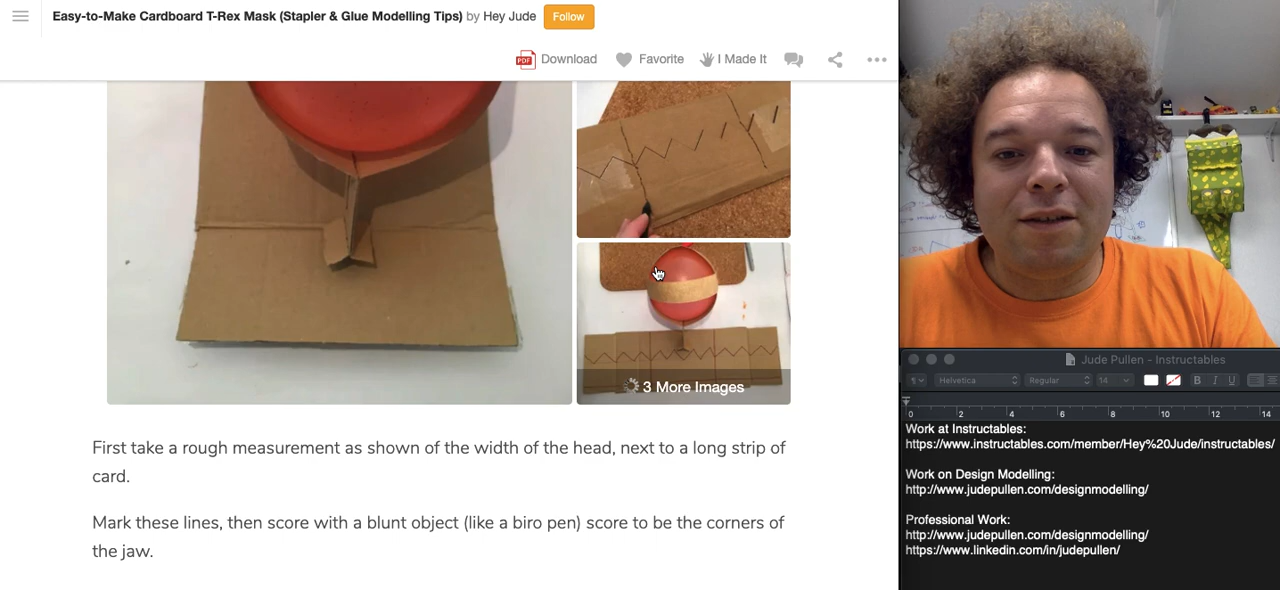 Easy-to-Make Cardboard T-Rex Mask (Stapler & Glue Modelling Tips) by Hey Jude Follow
PDF Download Favorite I Made It
3 More Images
First take a rough measurement as shown of the width of the head, next to a long strip of
card.
Mark these lines, then score with a blunt object (like a biro pen) score to be the corners of
the jaw.
Jude Pullen - Instructables
Helvetica Regular 14 B I U
0 2 4 6 8 10 12 14
Work at Instructables:
https://www.instructables.com/member/Hey%20Jude/instructables/
Work on Design Modelling:
http://www.judepullen.com/designmodelling/
Professional Work:
http://www.judepullen.com/designmodelling/
https://www.linkedin.com/in/judepullen/